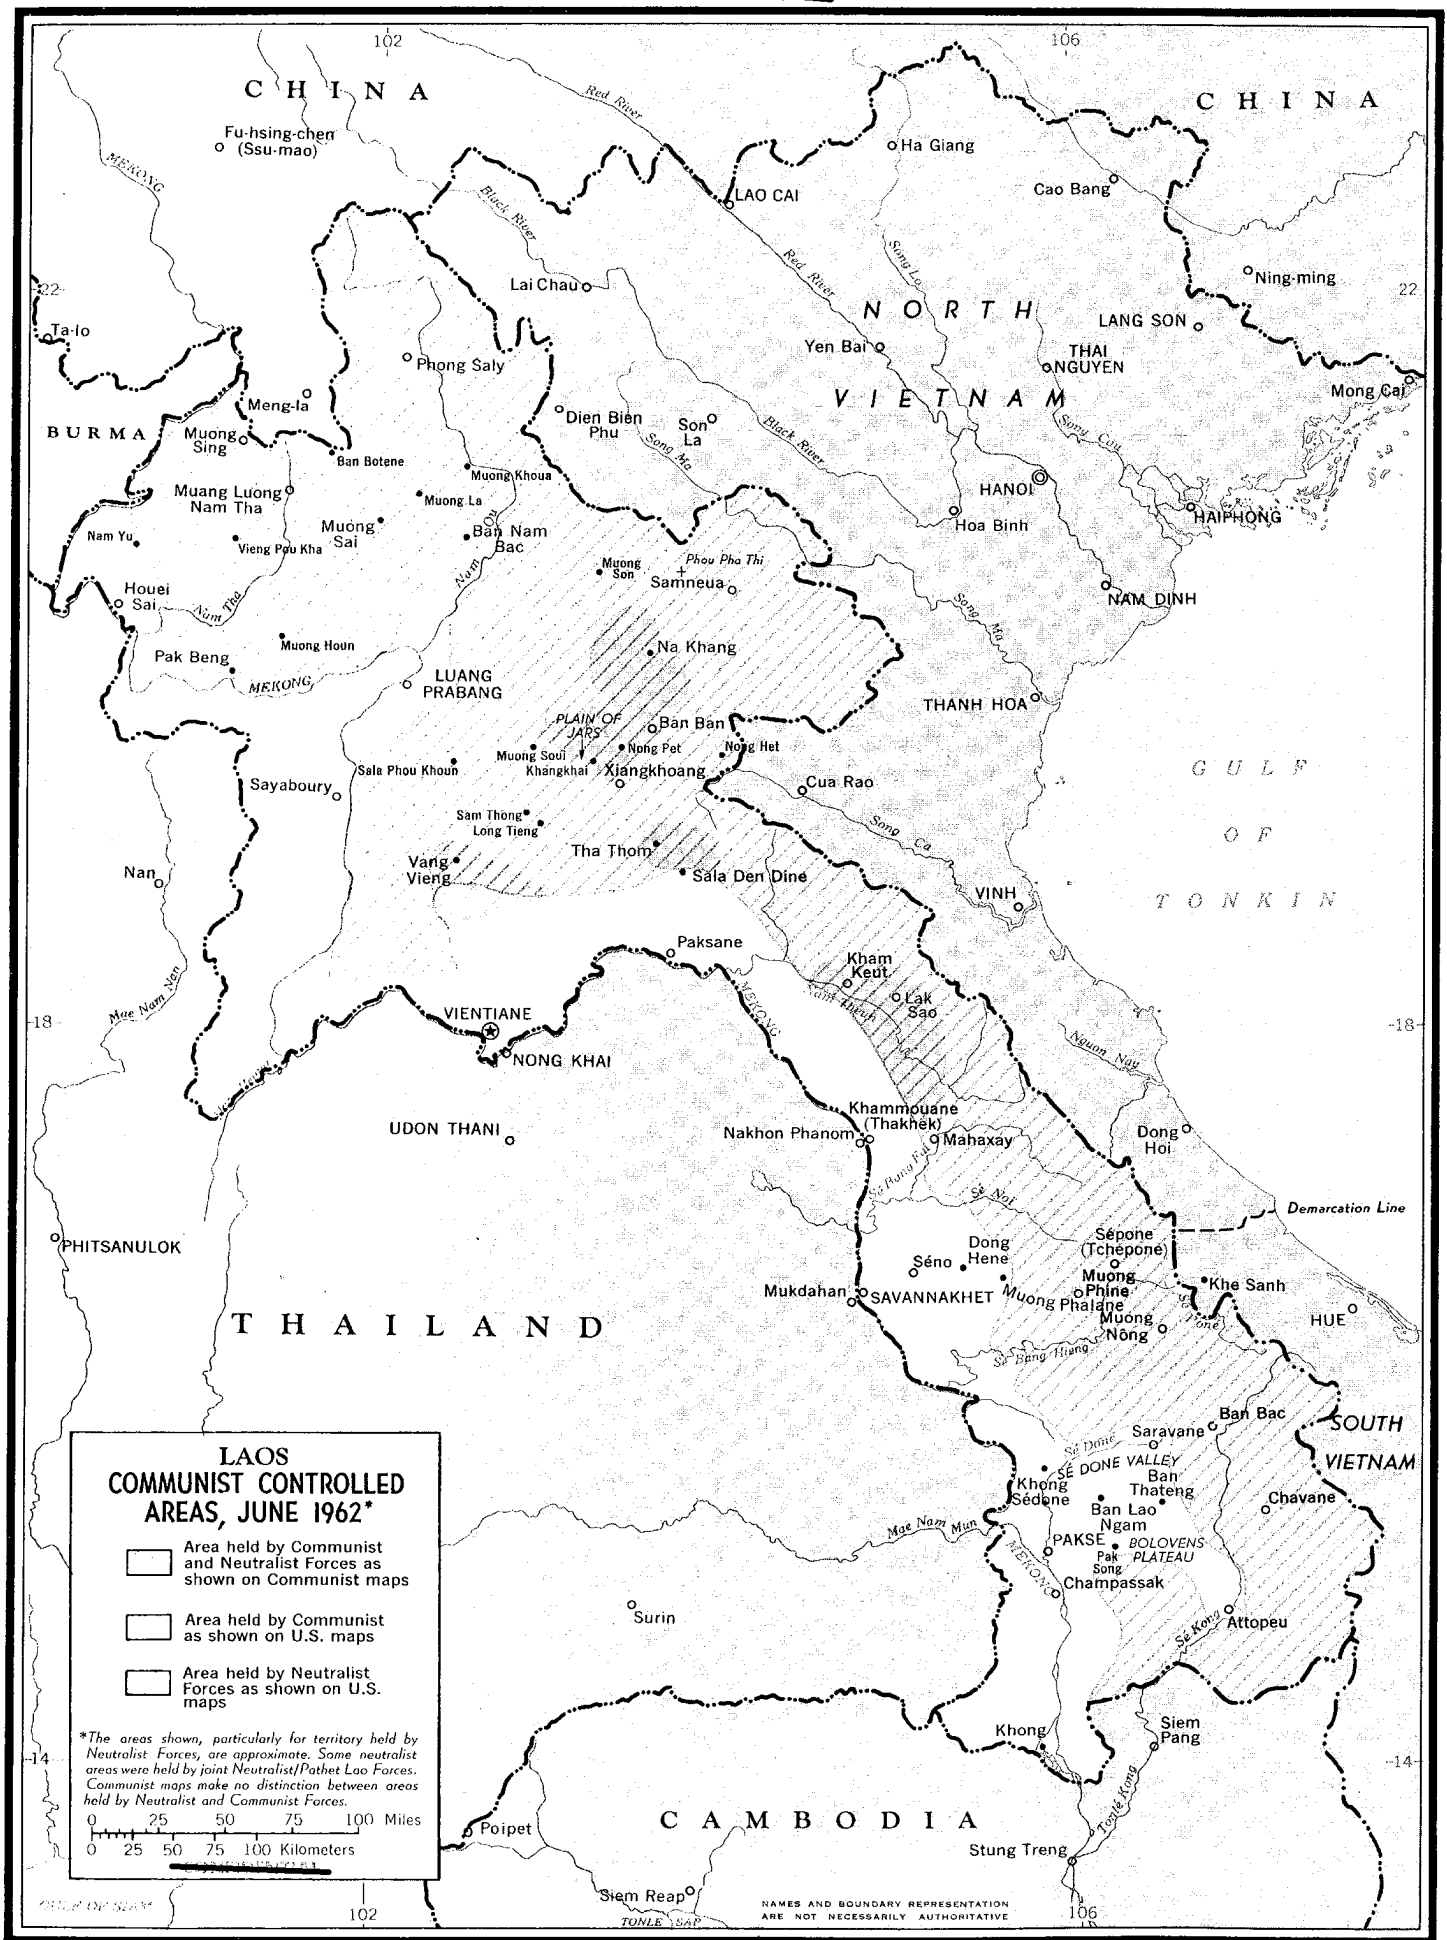 102
106
CHINA
CHINA
Red River
Fu-hsing-chen
(Ssu-mao)
MEKONG
Ha Giang
Cao Bang
LAO CAI
Black River
Song Lo
Red River
Ning-ming
22
22
Lai Chau
NORTH
LANG SON
Ta-lo
Yen Bai
THAI
NGUYEN
Phong Saly
Mong Cai
Meng-la
VIETNAM
BURMA
Muong
Sing
Dien Bien
Phu
Son
La
Song Ma
Black River
Song Cau
Ban Botene
Muong Khoua
HANOI
Muang Luong
Nam Tha
Muong La
HAIPHONG
Hoa Binh
Muong
Sai
Ban Nam
Bac
Nam Yu
Vieng Pou Kha
Nam Ou
Muong
Son
Phou Pha Thi
Samneua
Houei
Sai
Nam Tha
NAM DINH
Song Ma
Muong Houn
Pak Beng
Na Khang
MEKONG
LUANG
PRABANG
THANH HOA
PLAIN OF
JARS
Ban Ban
Muong Soui
Nong Pet
Nong Het
Sala Phou Khoun
Khangkhai
Xiangkhoang
GULF
OF
TONKIN
Sayaboury
Cua Rao
Sam Thong
Long Tieng
Song Ca
Tha Thom
Vang
Vieng
Nan
Sala Den Dine
VINH
Paksane
Kham
Keut
Mae Nam Nan
MEKONG
Lak
Sao
VIENTIANE
18
18
NONG KHAI
Nguon Nay
Khammouane
(Thakhek)
UDON THANI
Nakhon Phanom
Mahaxay
Dong
Hoi
Sé Bang Fai
Sé Noi
Demarcation Line
PHITSANULOK
Sépone
(Tchepone)
Dong
Hene
Séno
Muong
Phine
Khe Sanh
Mukdahan
SAVANNAKHET
Muong Phalane
HUE
THAILAND
Muong
Nông
Sé Pone
Sé Bang Hieng
Ban Bac
SOUTH
VIETNAM
Saravane
Sé Done
SÉ DONE VALLEY
Khong
Sédone
Ban
Thateng
Chavane
Ban Lao
Ngam
Mae Nam Mun
PAKSE
BOLOVENS
PLATEAU
Pak
Song
MEKONG
Champassak
Surin
Sé Kong
Attopeu
Khong
Siem
Pang
14
14
CAMBODIA
Tonlé Kong
Poipet
Stung Treng
Siem Reap
TONLE SAP
GULF OF SIAM
102
106
LAOS
COMMUNIST CONTROLLED
AREAS, JUNE 1962*
Area held by Communist
and Neutralist Forces as
shown on Communist maps
Area held by Communist
as shown on U.S. maps
Area held by Neutralist
Forces as shown on U.S.
maps
*The areas shown, particularly for territory held by
Neutralist Forces, are approximate. Some neutralist
areas were held by joint Neutralist/Pathet Lao Forces.
Communist maps make no distinction between areas
held by Neutralist and Communist Forces.
0 25 50 75 100 Miles
0 25 50 75 100 Kilometers
NAMES AND BOUNDARY REPRESENTATION
ARE NOT NECESSARILY AUTHORITATIVE